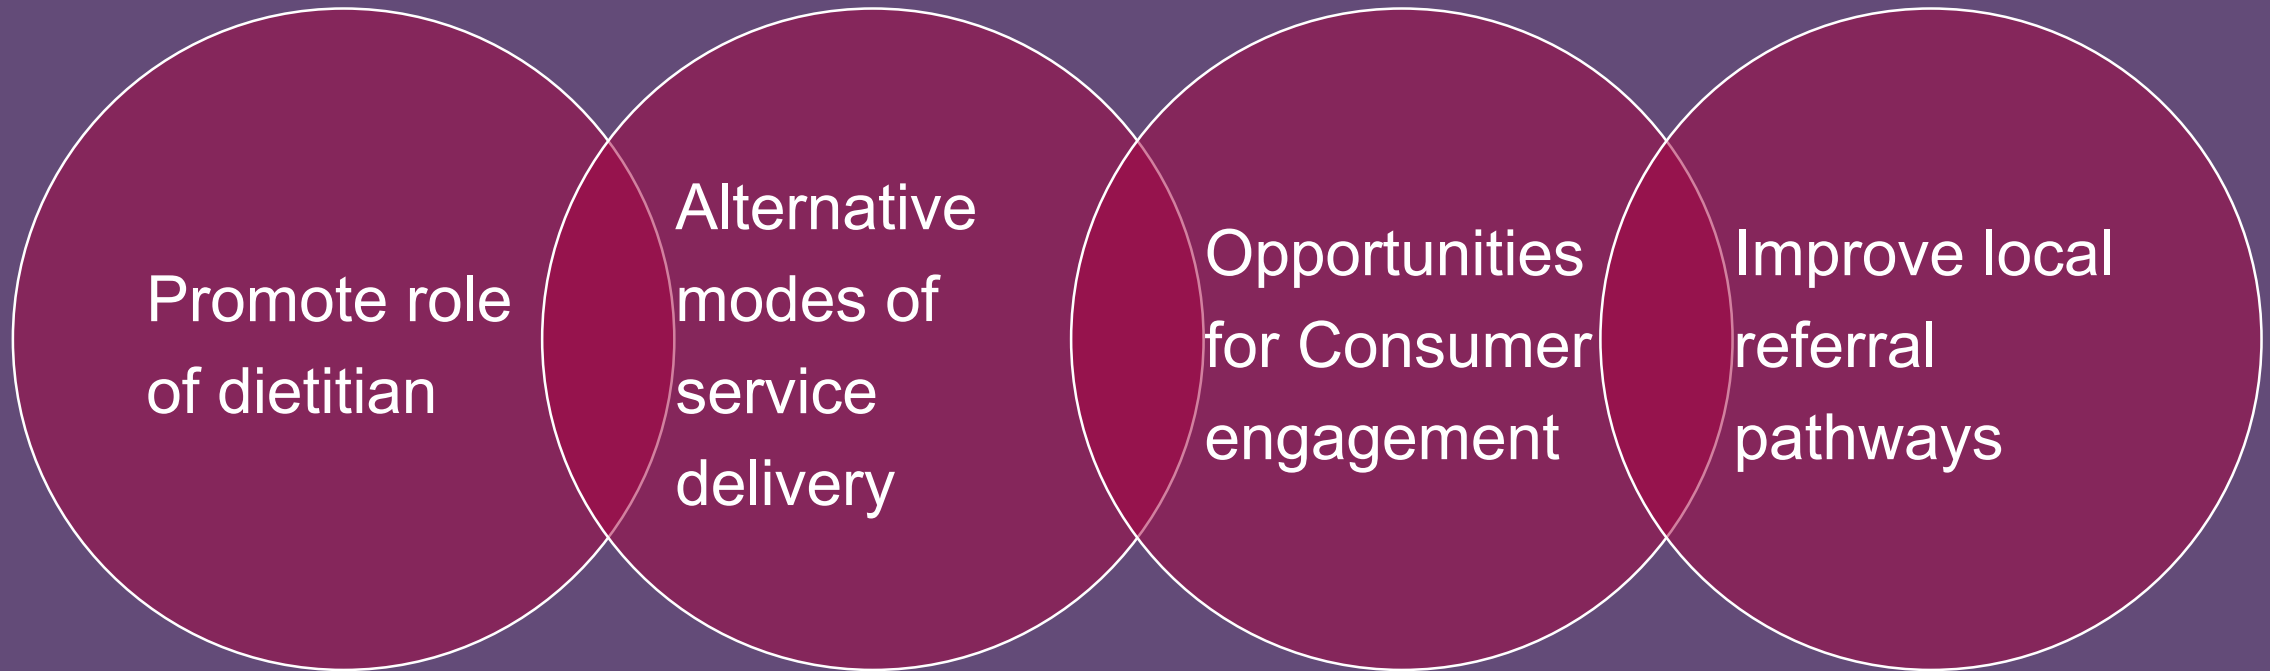 Promote role
of dietitian
Alternative
modes of
service
delivery
Opportunities
for Consumer
engagement
Improve local
referral
pathways